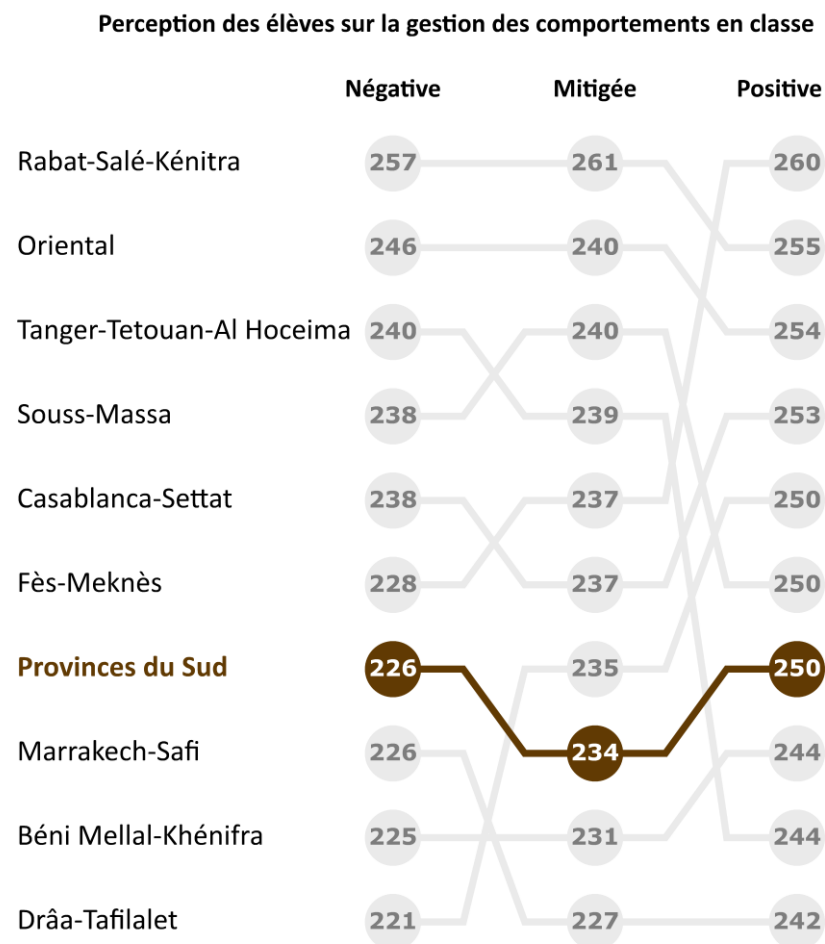 Perception des élèves sur la gestion des comportements en classe
Négative Mitigée Positive
Rabat-Salé-Kénitra 257 261 260
Oriental 246 240 255
Tanger-Tetouan-Al Hoceima 240 240 254
Souss-Massa 238 239 253
Casablanca-Settat 238 237 250
Fès-Meknès 228 237 250
Provinces du Sud 226 235 250
Marrakech-Safi 226 234 244
Béni Mellal-Khénifra 225 231 244
Drâa-Tafilalet 221 227 242